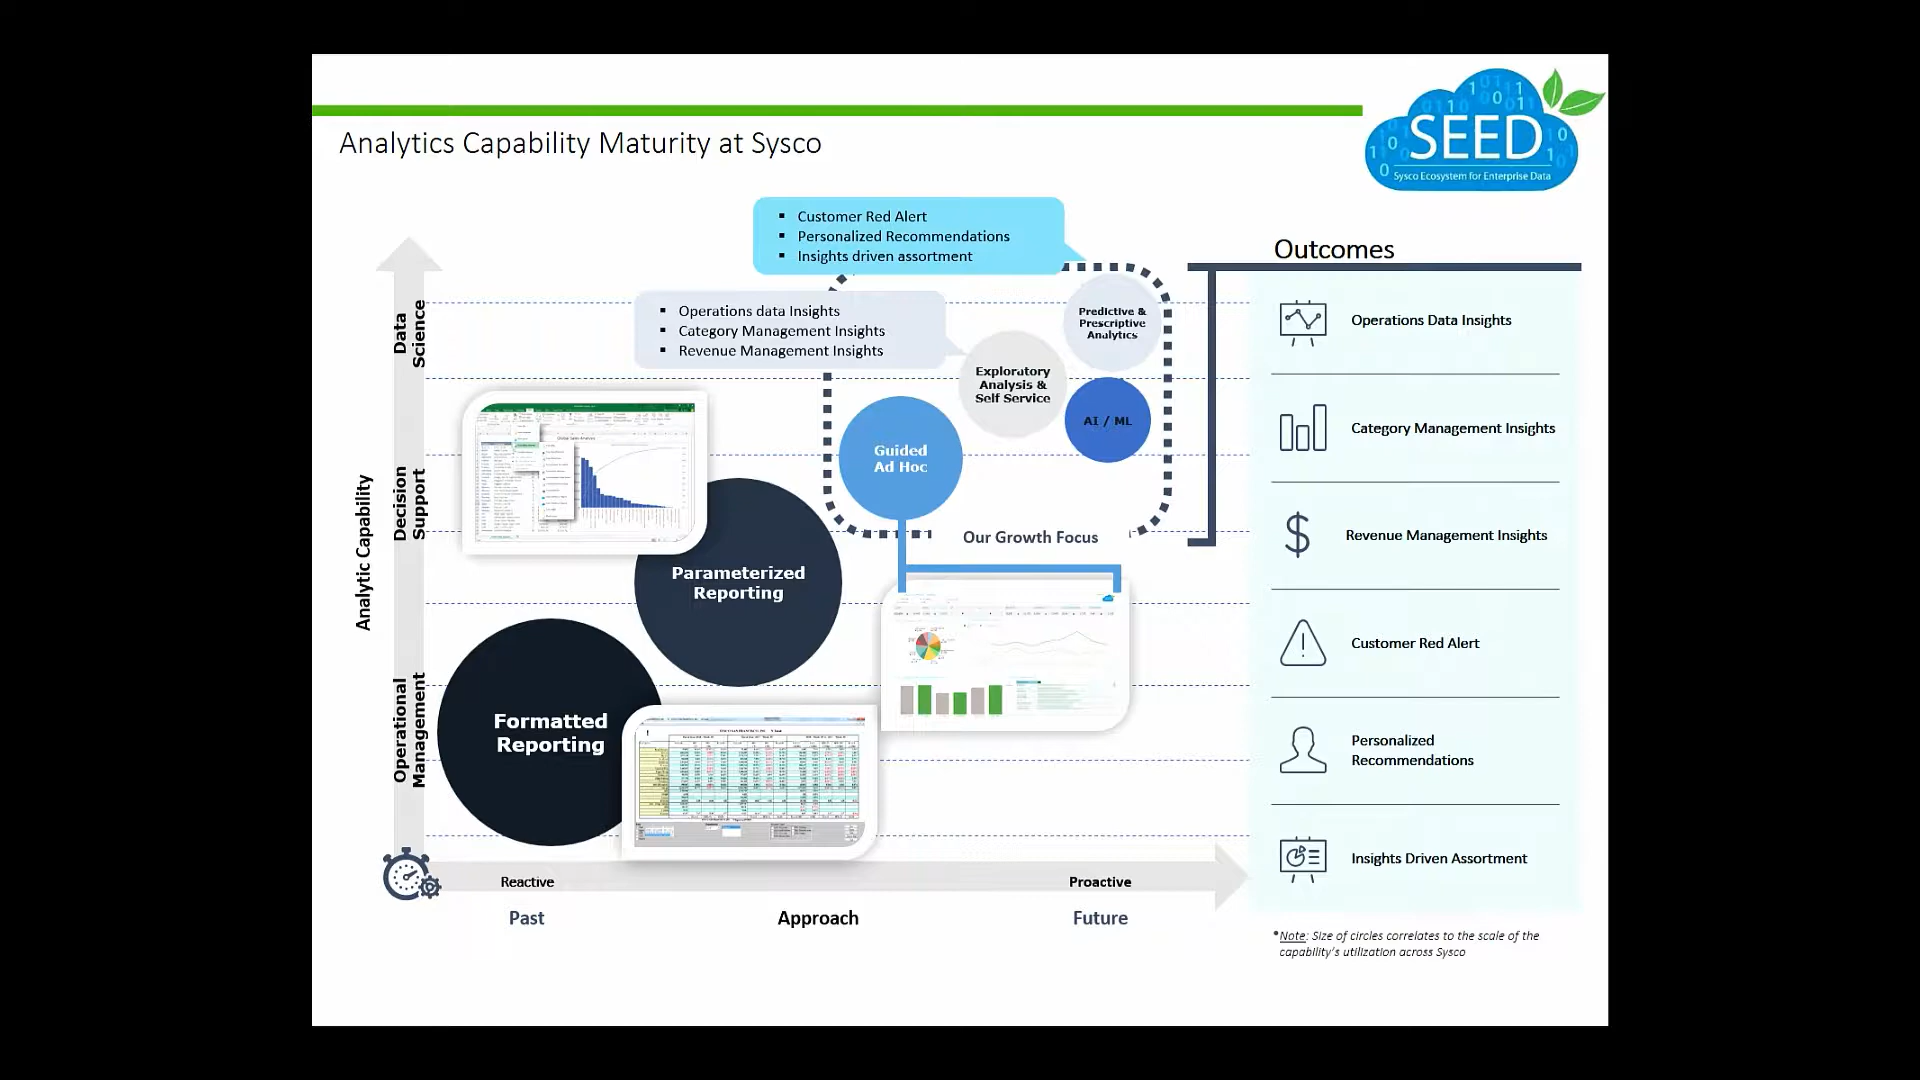 Analytics Capability Maturity at Sysco
SEED
Sysco Ecosystem for Enterprise Data
▪ Customer Red Alert
▪ Personalized Recommendations
▪ Insights driven assortment
▪ Operations data Insights
▪ Category Management Insights
▪ Revenue Management Insights
Analytic Capability
Data
Science
Decision
Support
Operational
Management
Predictive &
Prescriptive
Analytics
Exploratory
Analysis &
Self Service
AI / ML
Guided
Ad Hoc
Our Growth Focus
Parameterized
Reporting
Formatted
Reporting
Reactive
Proactive
Past
Approach
Future
Outcomes
Operations Data Insights
Category Management Insights
Revenue Management Insights
Customer Red Alert
Personalized
Recommendations
Insights Driven Assortment
*Note: Size of circles correlates to the scale of the
capability's utilization across Sysco